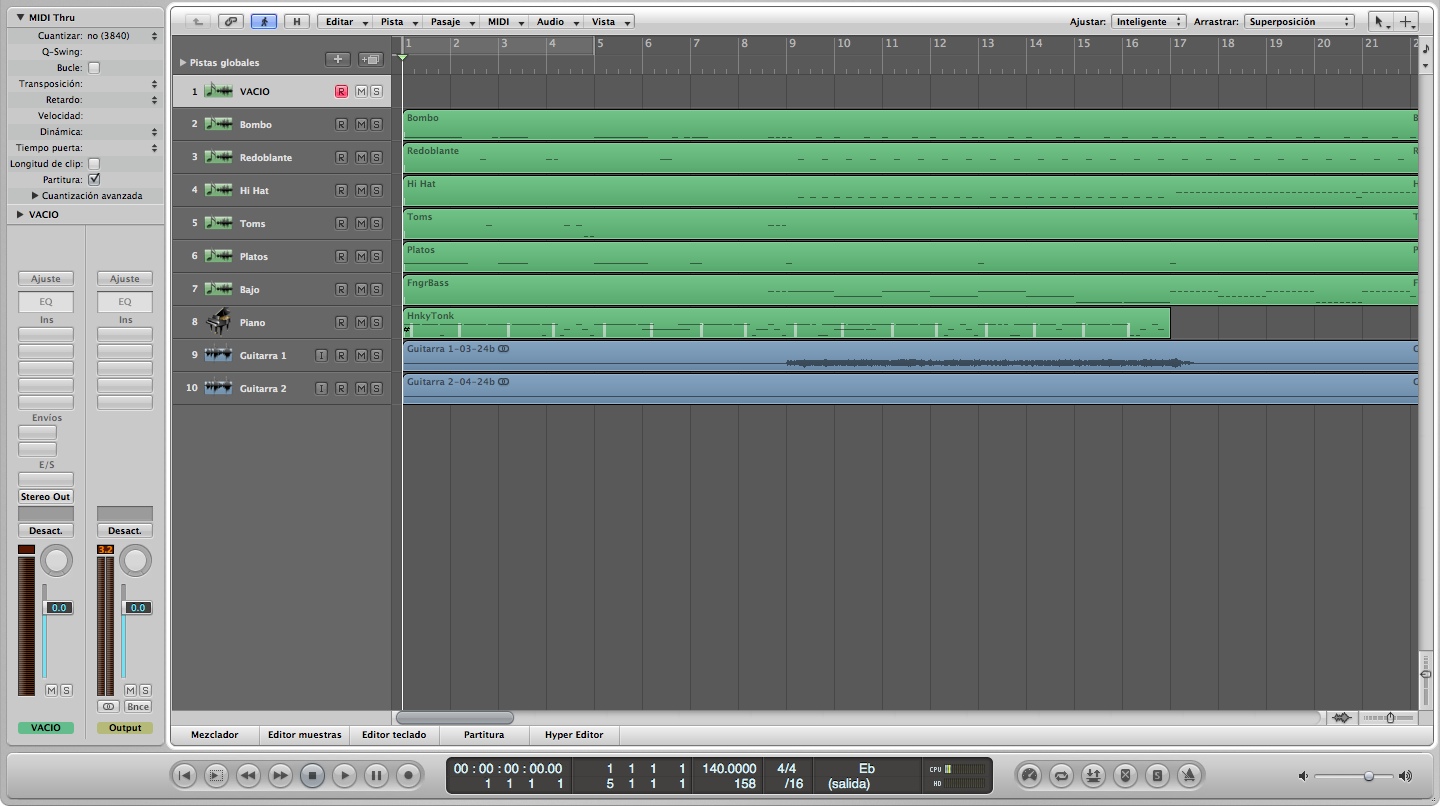 MIDI Thru
Cuantizar: no (3840)
Q-Swing:
Bucle:
Transposición:
Retardo:
Velocidad:
Dinámica:
Tiempo puerta:
Longitud de clip:
Partitura:
Cuantización avanzada
VACIO
Ajuste Ajuste
EQ EQ
Ins Ins
Envíos
E/S
Stereo Out
Desact. Desact.
3.2
0.0 0.0
M S M S
Bnce
VACIO Output
H Editar Pista Pasaje MIDI Audio Vista Ajustar: Inteligente Arrastrar: Superposición
Pistas globales
1 2 3 4 5 6 7 8 9 10 11 12 13 14 15 16 17 18 19 20 21
1 VACIO R M S
2 Bombo R M S Bombo
3 Redoblante R M S Redoblante
4 Hi Hat R M S Hi Hat
5 Toms R M S Toms
6 Platos R M S Platos
7 Bajo R M S FngrBass
8 Piano R M S HnkyTonk
9 Guitarra 1 I R M S Guitarra 1-03-24b
10 Guitarra 2 I R M S Guitarra 2-04-24b
Mezclador Editor muestras Editor teclado Partitura Hyper Editor
00 : 00 : 00 : 00.00 1 1 1 1 140.0000 4/4 Eb CPU
1 1 1 1 5 1 1 1 158 /16 (salida) HD
S